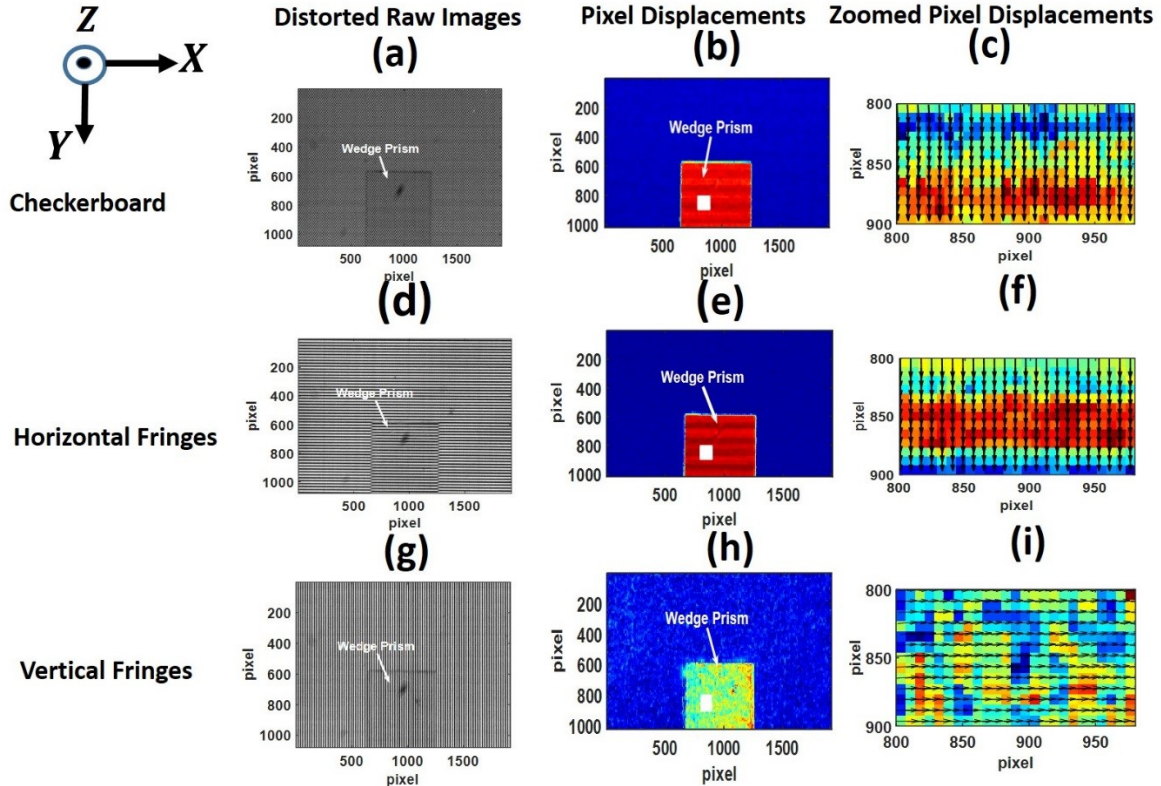 Distorted Raw Images
Pixel Displacements
Zoomed Pixel Displacements
Z
X
Y
(a)
(b)
(c)
Checkerboard
Wedge Prism
200
400
600
800
1000
pixel
500
1000
1500
pixel
Wedge Prism
200
400
600
800
1000
pixel
500
1000
1500
pixel
800
850
900
pixel
800
850
900
950
pixel
(d)
(e)
(f)
Horizontal Fringes
Wedge Prism
200
400
600
800
1000
pixel
500
1000
1500
pixel
Wedge Prism
200
400
600
800
1000
pixel
500
1000
1500
pixel
800
850
900
pixel
800
850
900
950
pixel
(g)
(h)
(i)
Vertical Fringes
Wedge Prism
200
400
600
800
1000
pixel
500
1000
1500
pixel
Wedge Prism
200
400
600
800
1000
pixel
500
1000
1500
pixel
800
850
900
pixel
800
850
900
950
pixel